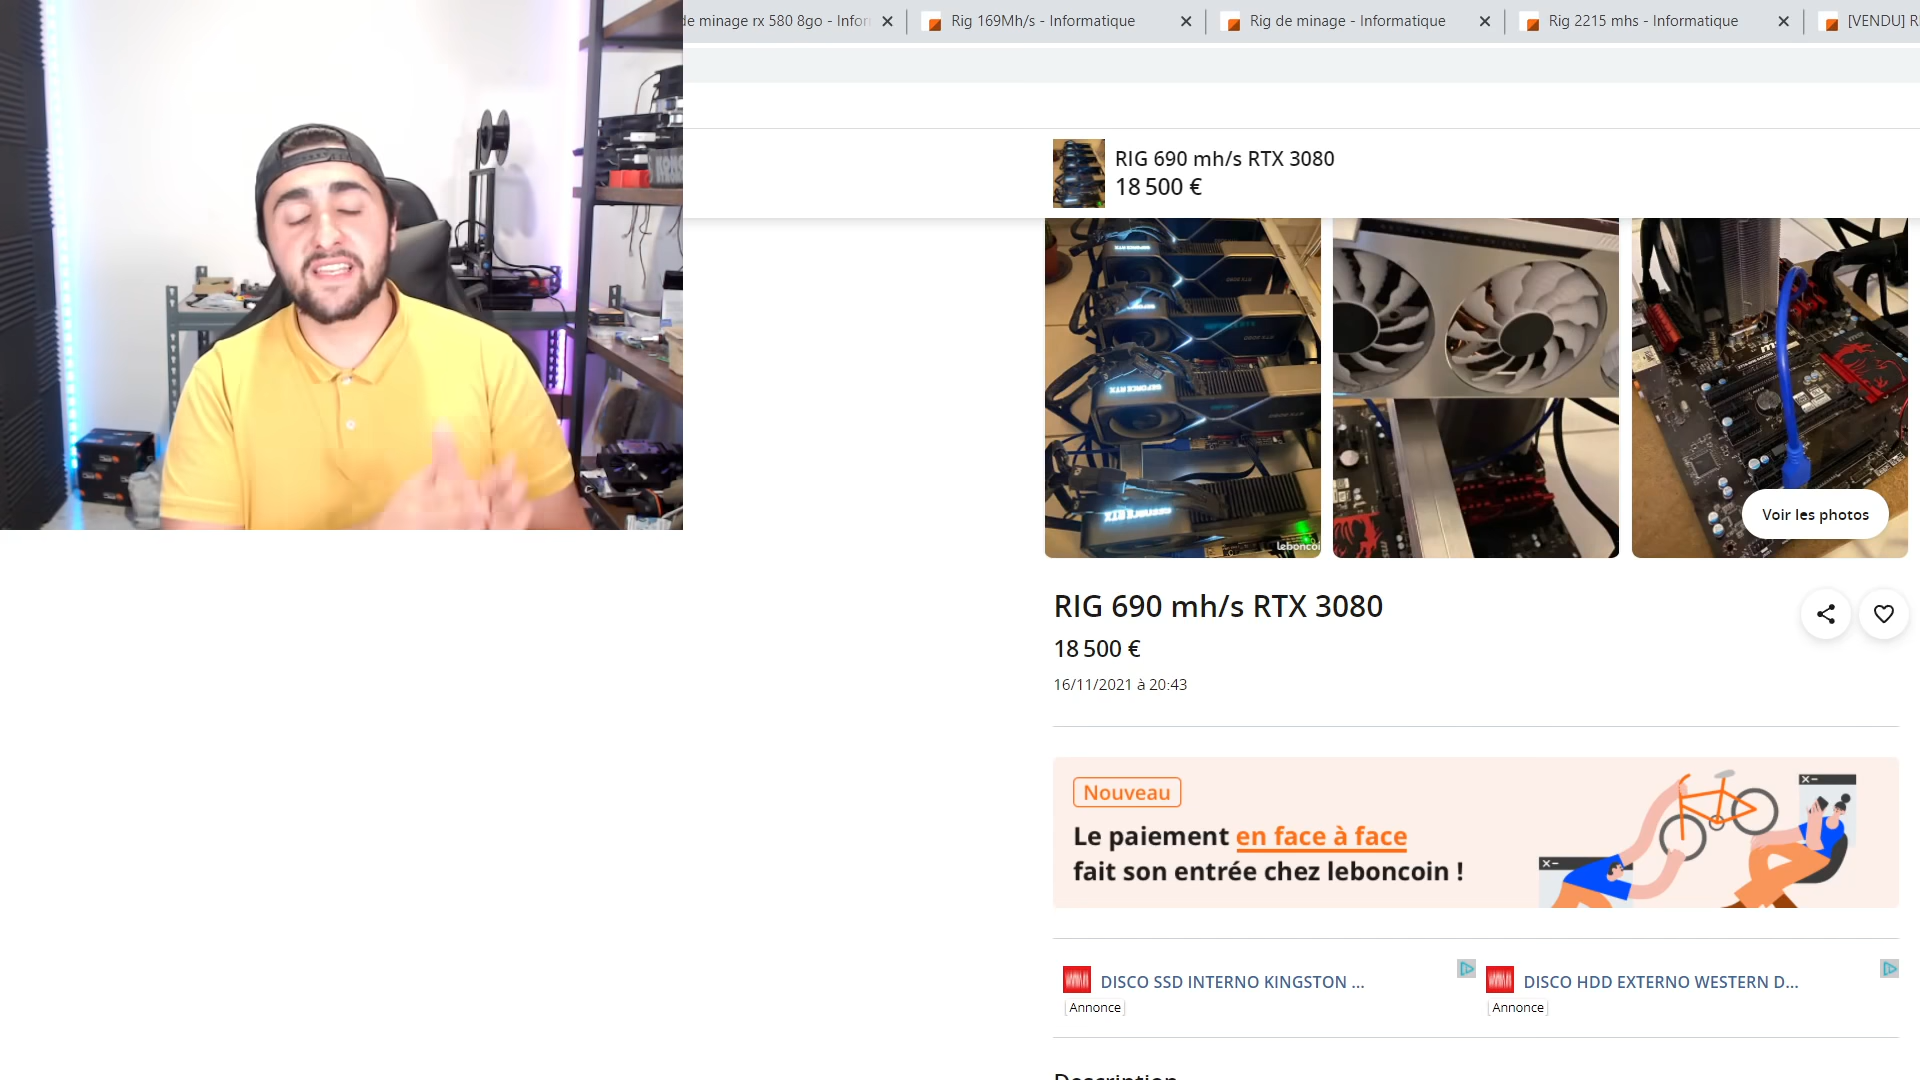 de minage rx 580 8go - Infor
Rig 169Mh/s - Informatique
Rig de minage - Informatique
Rig 2215 mhs - Informatique
[VENDU] R
RIG 690 mh/s RTX 3080
18 500 €
leboncoi
Voir les photos
RIG 690 mh/s RTX 3080
18 500 €
16/11/2021 à 20:43
Nouveau
Le paiement en face à face
fait son entrée chez leboncoin !
DISCO SSD INTERNO KINGSTON ...
Annonce
DISCO HDD EXTERNO WESTERN D...
Annonce
Description